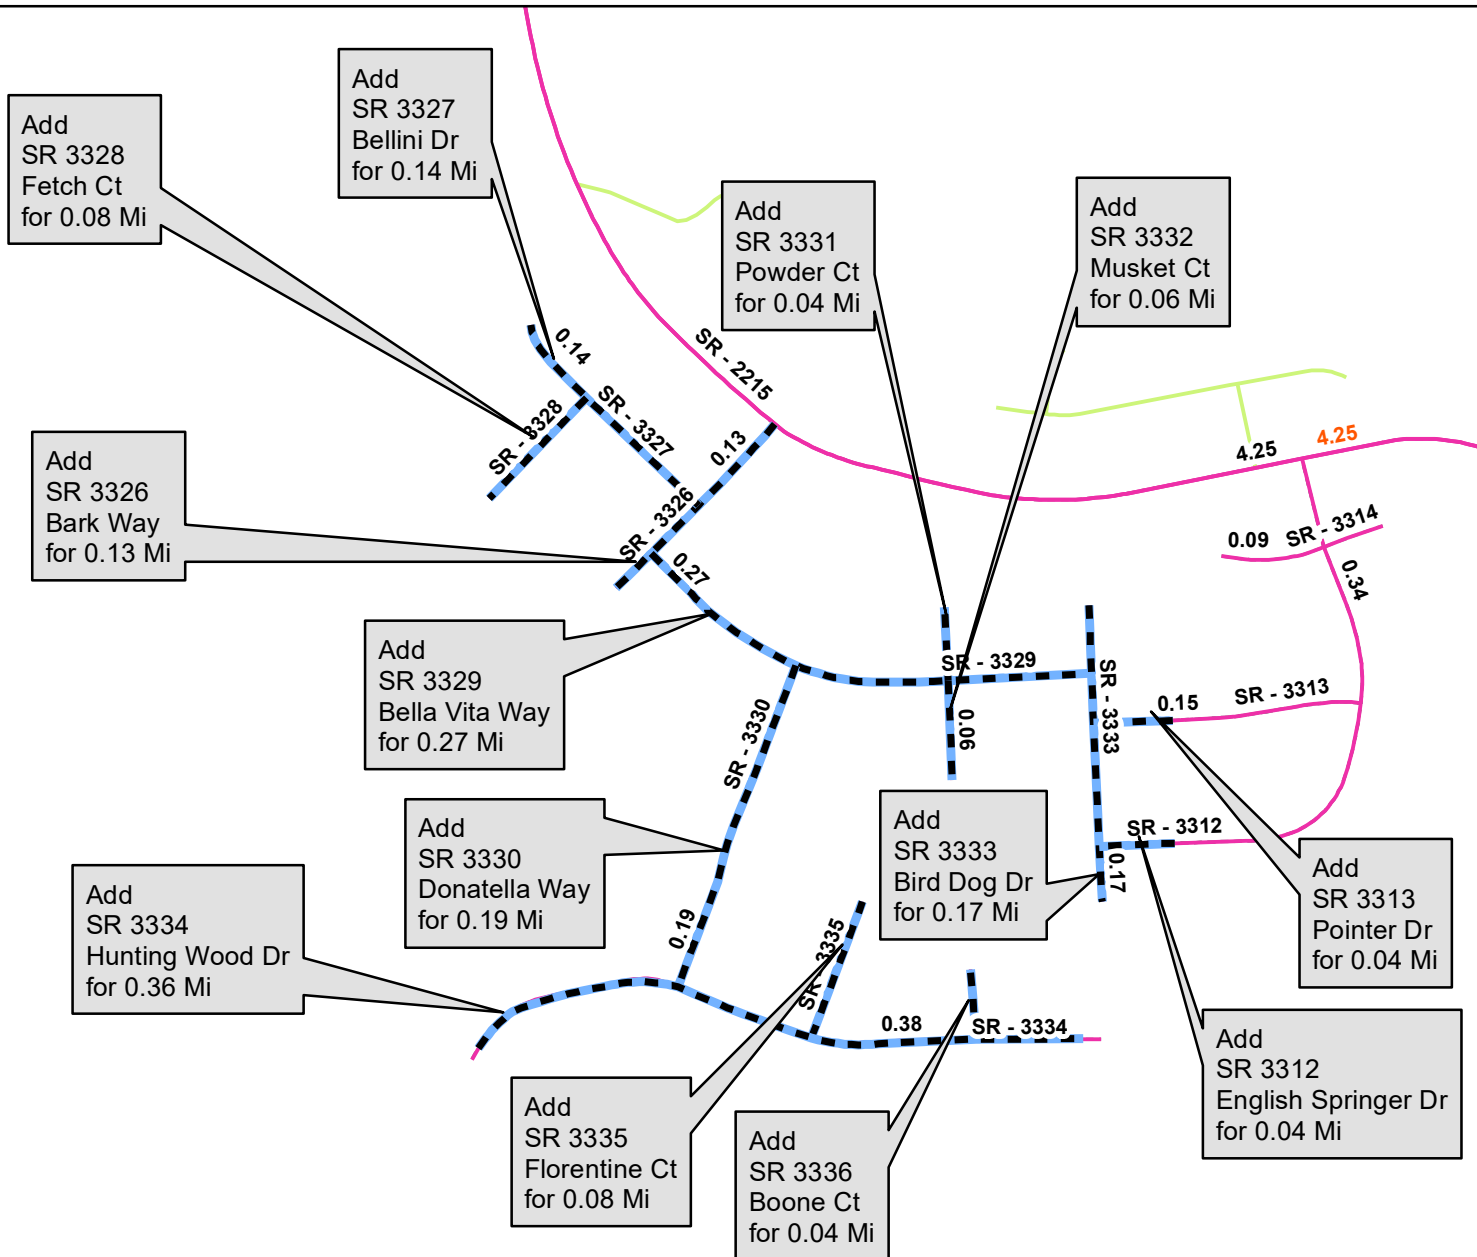 Add
SR 3327
Bellini Dr
for 0.14 Mi
Add
SR 3328
Fetch Ct
for 0.08 Mi
Add
SR 3331
Powder Ct
for 0.04 Mi
Add
SR 3332
Musket Ct
for 0.06 Mi
0.14
SR - 2215
SR - 3327
SR - 3328
0.13
4.25
4.25
Add
SR 3326
Bark Way
for 0.13 Mi
SR - 3326
0.09
SR - 3314
0.27
0.34
Add
SR 3329
Bella Vita Way
for 0.27 Mi
SR - 3329
SR - 3333
0.15
SR - 3313
SR - 3330
0.06
Add
SR 3330
Donatella Way
for 0.19 Mi
Add
SR 3333
Bird Dog Dr
for 0.17 Mi
SR - 3312
0.17
Add
SR 3313
Pointer Dr
for 0.04 Mi
Add
SR 3334
Hunting Wood Dr
for 0.36 Mi
0.19
SR - 3335
0.38
SR - 3334
Add
SR 3312
English Springer Dr
for 0.04 Mi
Add
SR 3335
Florentine Ct
for 0.08 Mi
Add
SR 3336
Boone Ct
for 0.04 Mi